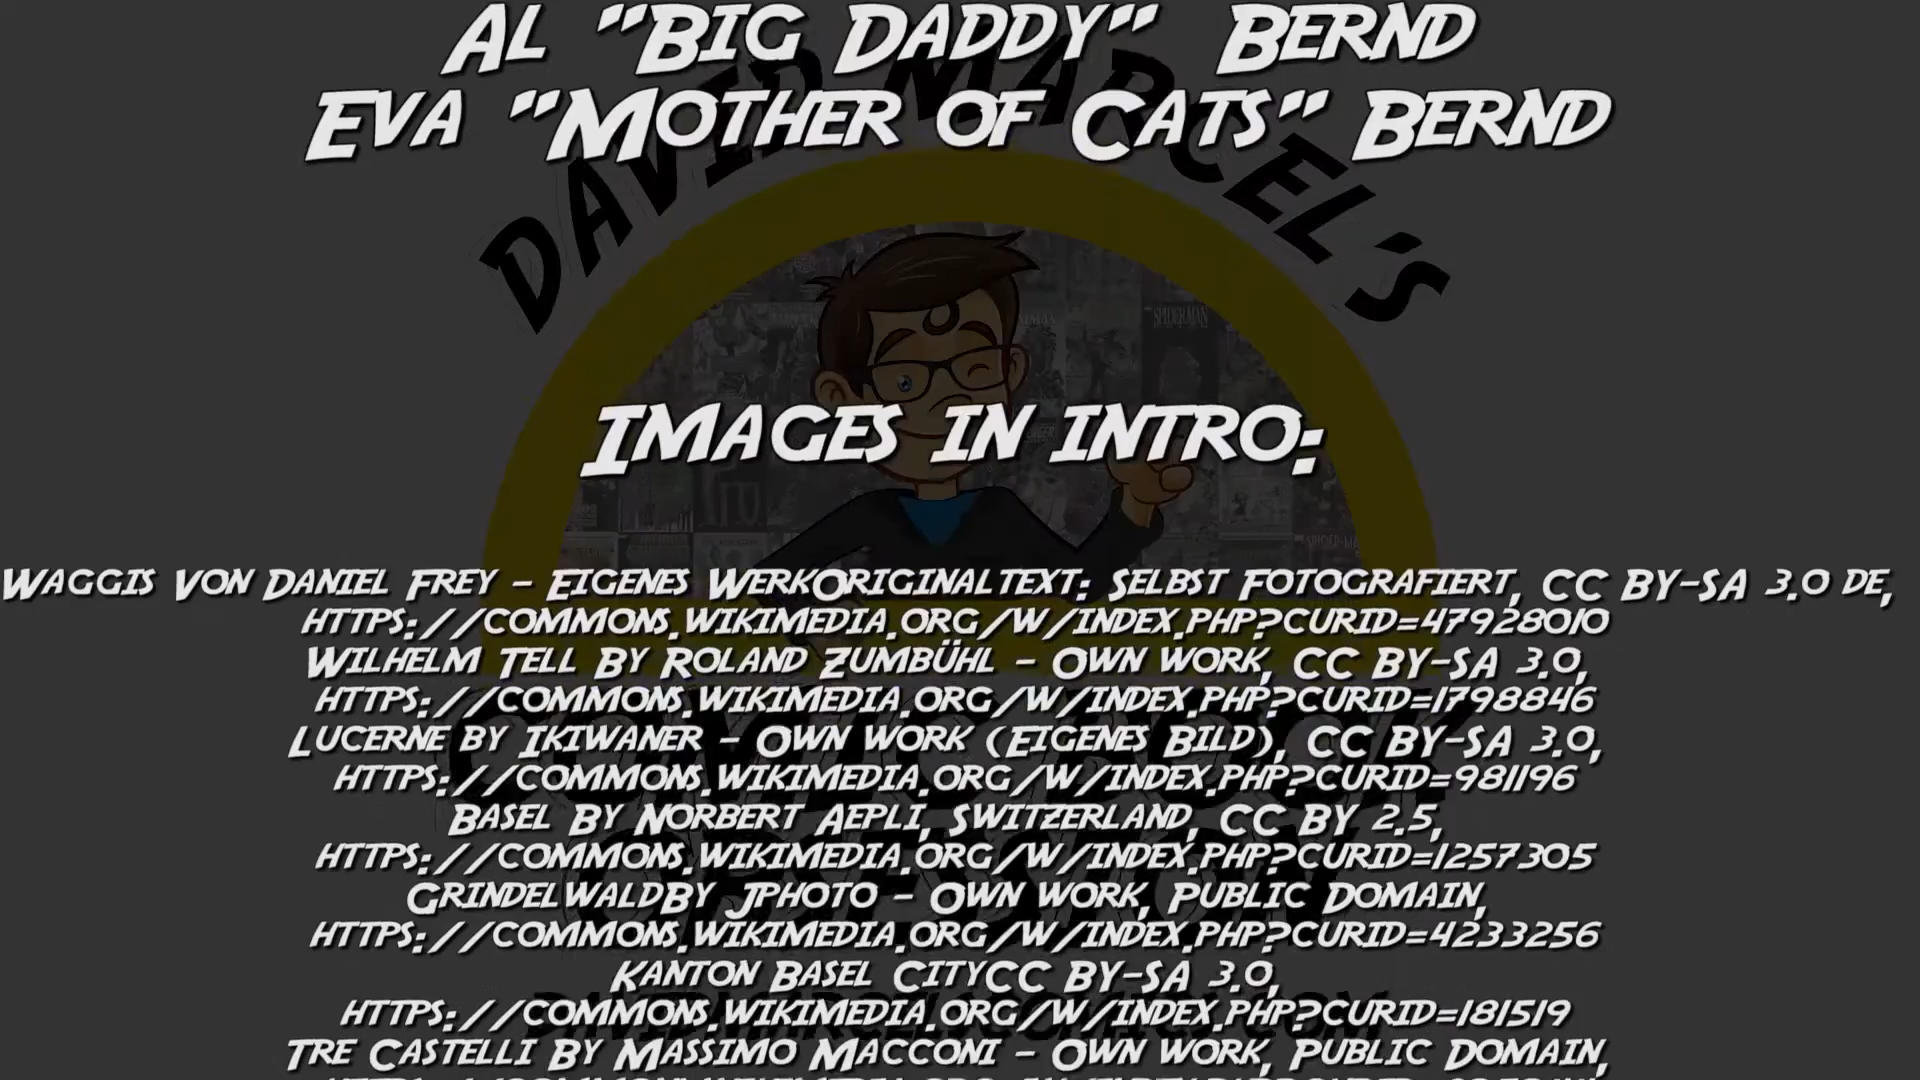 Al "Big Daddy" Bernd
Eva "Mother of Cats" Bernd
DAVID MARCEL'S
Images in intro:
Waggis Von Daniel Frey - Eigenes WerkOriginaltext: Selbst Fotografiert, CC BY-SA 3.0 de,
https://commons.wikimedia.org/w/index.php?curid=47928010
Wilhelm Tell By Roland Zumbühl - Own work, CC BY-SA 3.0,
https://commons.wikimedia.org/w/index.php?curid=1798846
Lucerne by Ikiwaner - Own work (Eigenes Bild), CC BY-SA 3.0,
https://commons.wikimedia.org/w/index.php?curid=981196
Basel By Norbert Aepli, Switzerland, CC BY 2.5,
https://commons.wikimedia.org/w/index.php?curid=1257305
GrindelwaldBy Jphoto - Own work, Public Domain,
https://commons.wikimedia.org/w/index.php?curid=4233256
Kanton Basel CityCC BY-SA 3.0,
https://commons.wikimedia.org/w/index.php?curid=181519
Tre Castelli By Massimo Macconi - Own work, Public Domain,